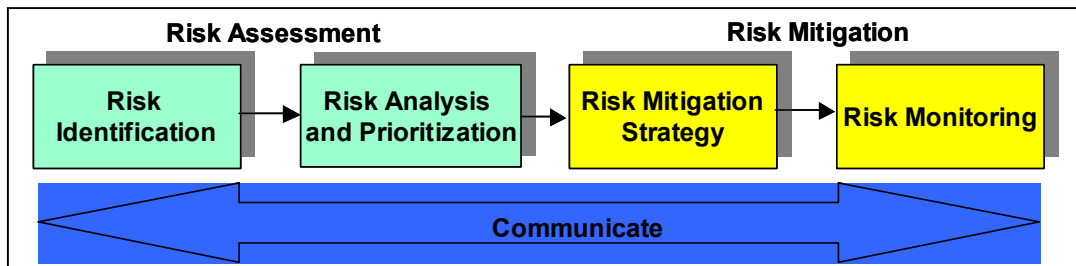 Risk Assessment
Risk Mitigation
Risk
Identification
Risk Analysis
and Prioritization
Risk Mitigation
Strategy
Risk Monitoring
Communicate